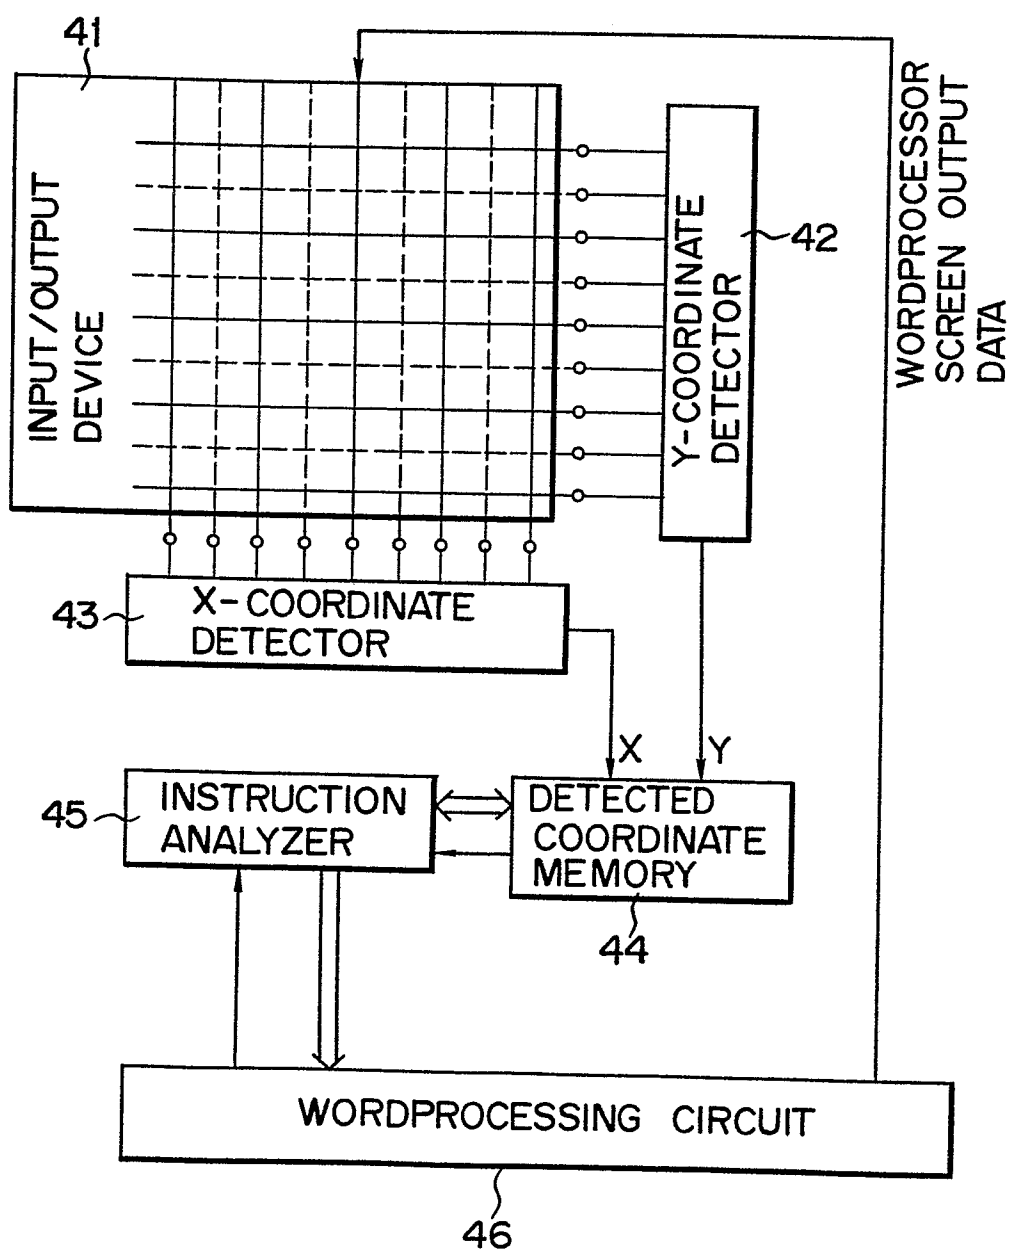 41
INPUT/OUTPUT
DEVICE
Y-COORDINATE
DETECTOR
42
WORDPROCESSOR
SCREEN OUTPUT
DATA
43
X-COORDINATE
DETECTOR
X
Y
45
INSTRUCTION
ANALYZER
DETECTED
COORDINATE
MEMORY
44
WORDPROCESSING CIRCUIT
46